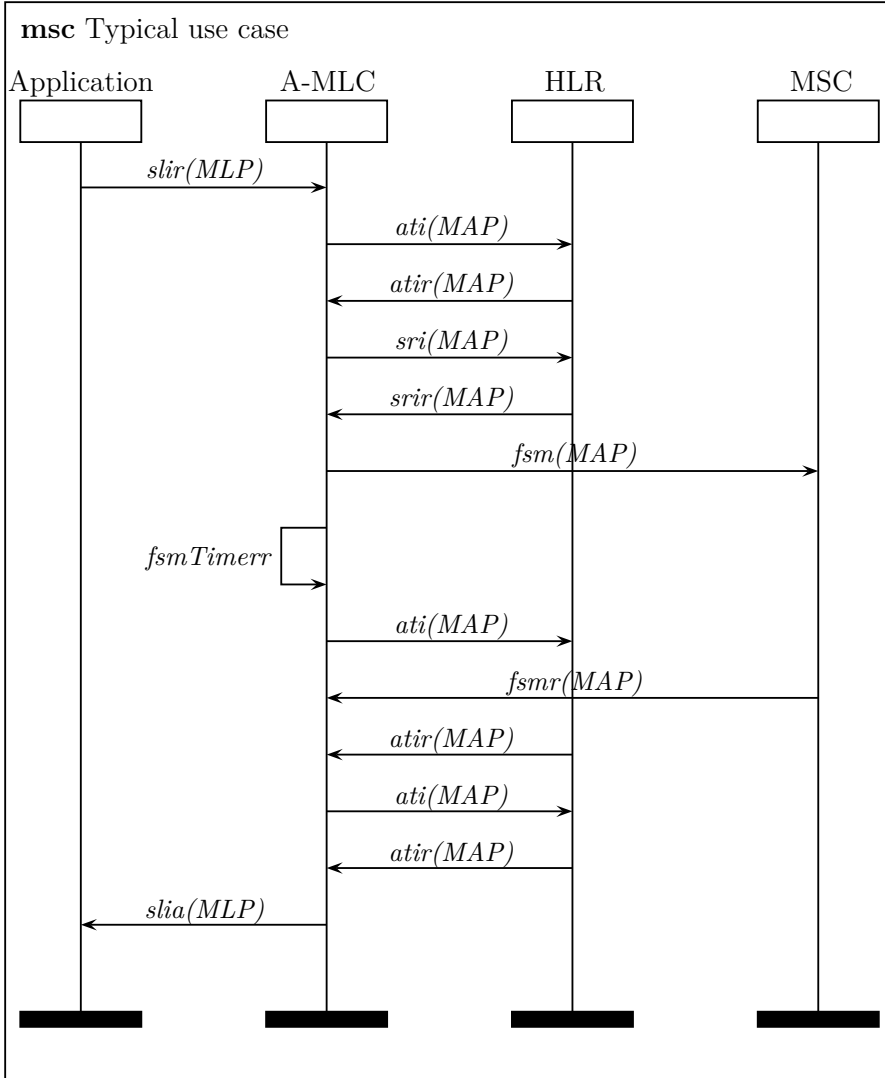 msc Typical use case
Application A-MLC HLR MSC
slir(MLP)
ati(MAP)
atir(MAP)
sri(MAP)
srir(MAP)
fsm(MAP)
fsmTimerr
ati(MAP)
fsmr(MAP)
atir(MAP)
ati(MAP)
atir(MAP)
slia(MLP)